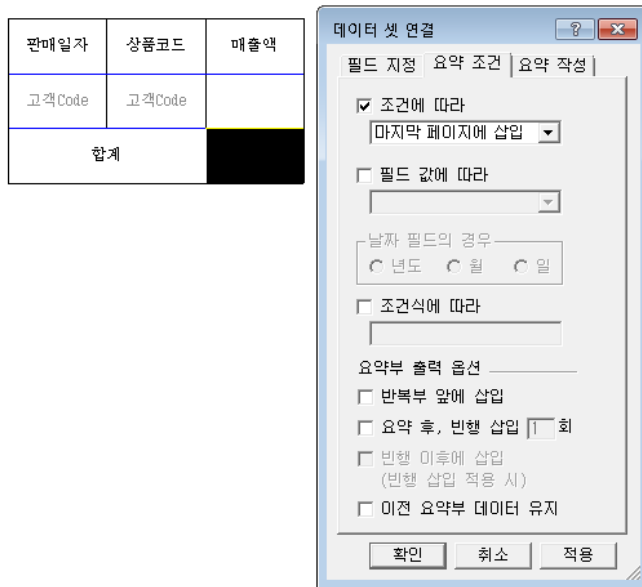 판매일자 상품코드 매출액
고객Code 고객Code
합계
데이터 셋 연결
필드 지정 요약 조건 요약 작성
조건에 따라
마지막 페이지에 삽입
필드 값에 따라
날짜 필드의 경우
년도 월 일
조건식에 따라
요약부 출력 옵션
반복부 앞에 삽입
요약 후, 빈행 삽입 1 회
빈행 이후에 삽입
(빈행 삽입 적용 시)
이전 요약부 데이터 유지
확인 취소 적용